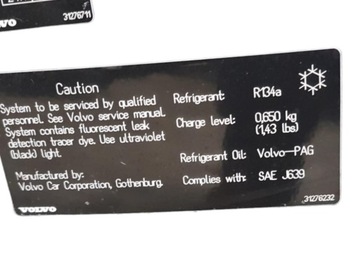 31276711
VOLVO
Caution
System to be serviced by qualified
personnel. See Volvo service manual.
System contains fluorescent leak
detection tracer dye. Use ultraviolet
(black) light.
Manufactured by:
Volvo Car Corporation, Gothenburg.
VOLVO
Refrigerant: R134a
Charge level: 0,650 kg
(1,43 lbs)
Refrigerant Oil: Volvo-PAG
Complies with: SAE J639
31276232